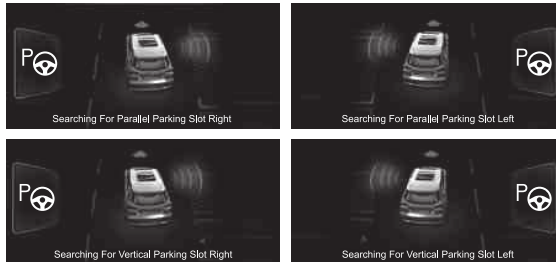 P
Searching For Parallel Parking Slot Right
P
Searching For Parallel Parking Slot Left
P
Searching For Vertical Parking Slot Right
P
Searching For Vertical Parking Slot Left